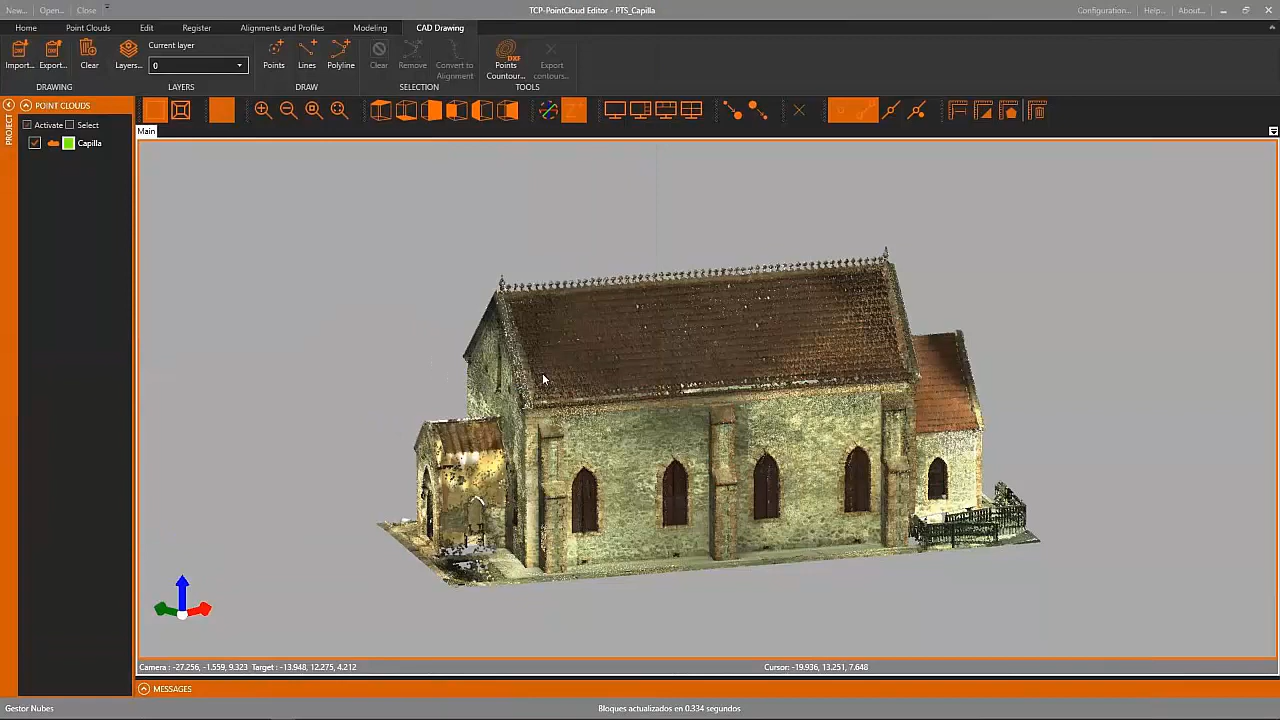 New... Open... Close
TCP-PointCloud Editor - PTS_Capilla
Configuration... Help... About...
Home Point Clouds Edit Register Alignments and Profiles Modeling CAD Drawing
Import... Export... Clear
DRAWING
Layers...
Current layer
0
LAYERS
Points Lines Polyline
DRAW
Clear Remove Convert to
Alignment
SELECTION
DXF
Points
Countour...
Export
contours...
TOOLS
PROJECT
POINT CLOUDS
Activate Select
Capilla
Z+
Main
Camera : -27.256, -1.559, 9.323 Target : -13.948, 12.275, 4.212
Cursor: -19.936, 13.251, 7.648
MESSAGES
Gestor Nubes
Bloques actualizados en 0.334 segundos